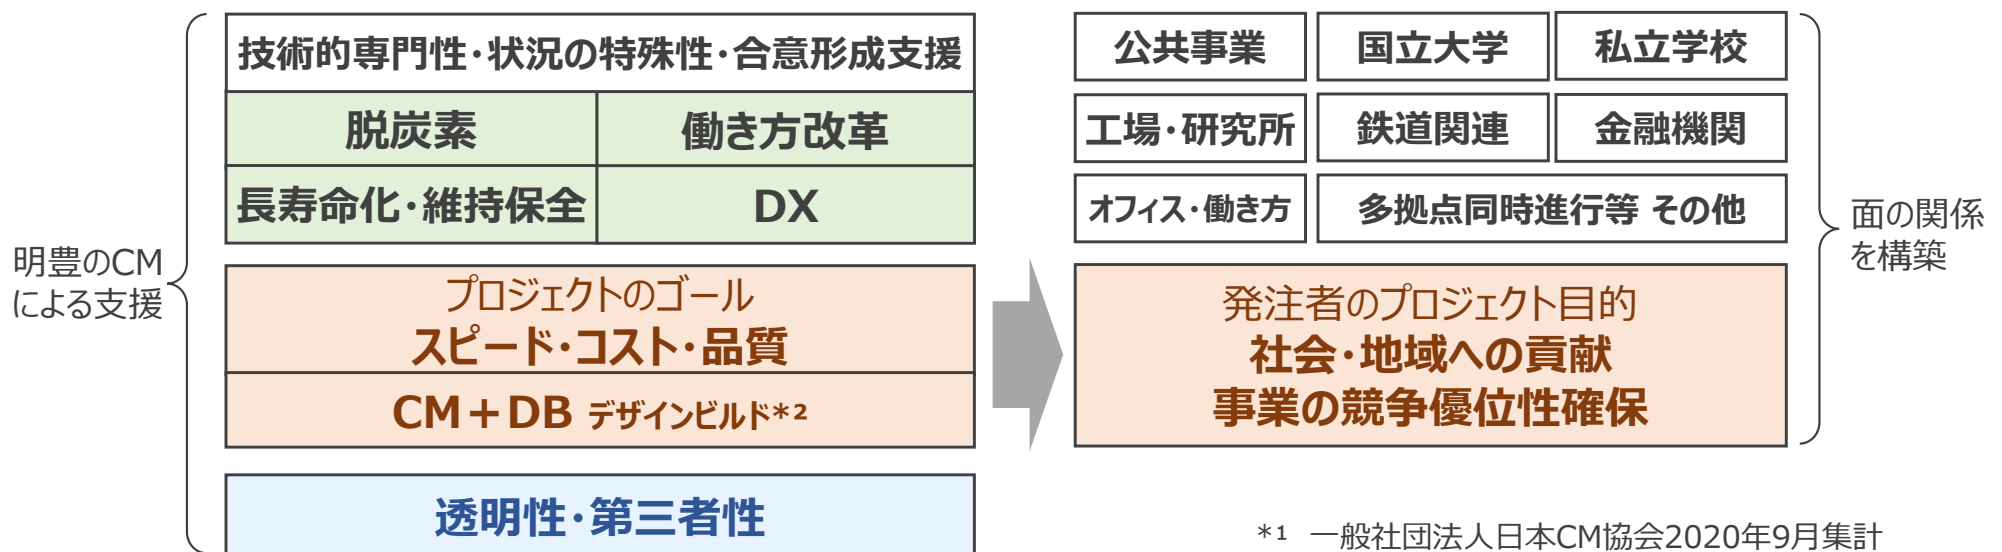 明豊のCM
による支援
技術的専門性・状況の特殊性・合意形成支援
脱炭素
働き方改革
長寿命化・維持保全
DX
プロジェクトのゴール
スピード・コスト・品質
CM＋DB デザインビルド*²
透明性・第三者性
公共事業
国立大学
私立学校
工場・研究所
鉄道関連
金融機関
オフィス・働き方
多拠点同時進行等 その他
発注者のプロジェクト目的
社会・地域への貢献
事業の競争優位性確保
面の関係
を構築
*¹ 一般社団法人日本CM協会2020年9月集計